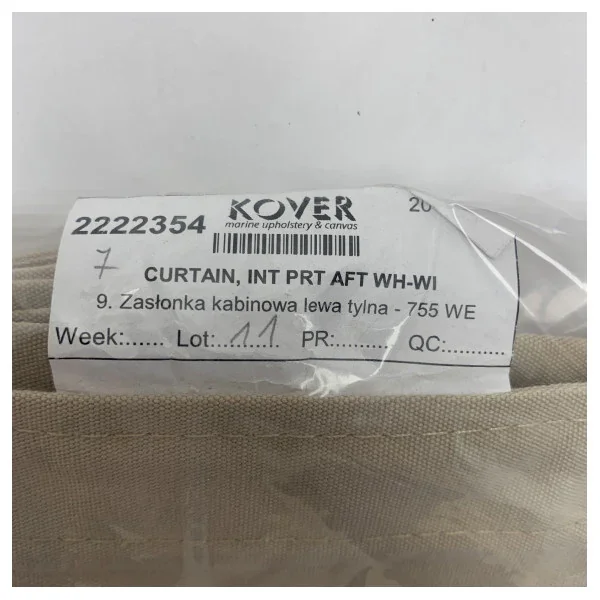 2222354 KOVER 20
marine upholstery & canvas
7
CURTAIN, INT PRT AFT WH-WI
9. Zasłonka kabinowa lewa tylna - 755 WE
Week:...... Lot:..11.. PR:......... QC:..........